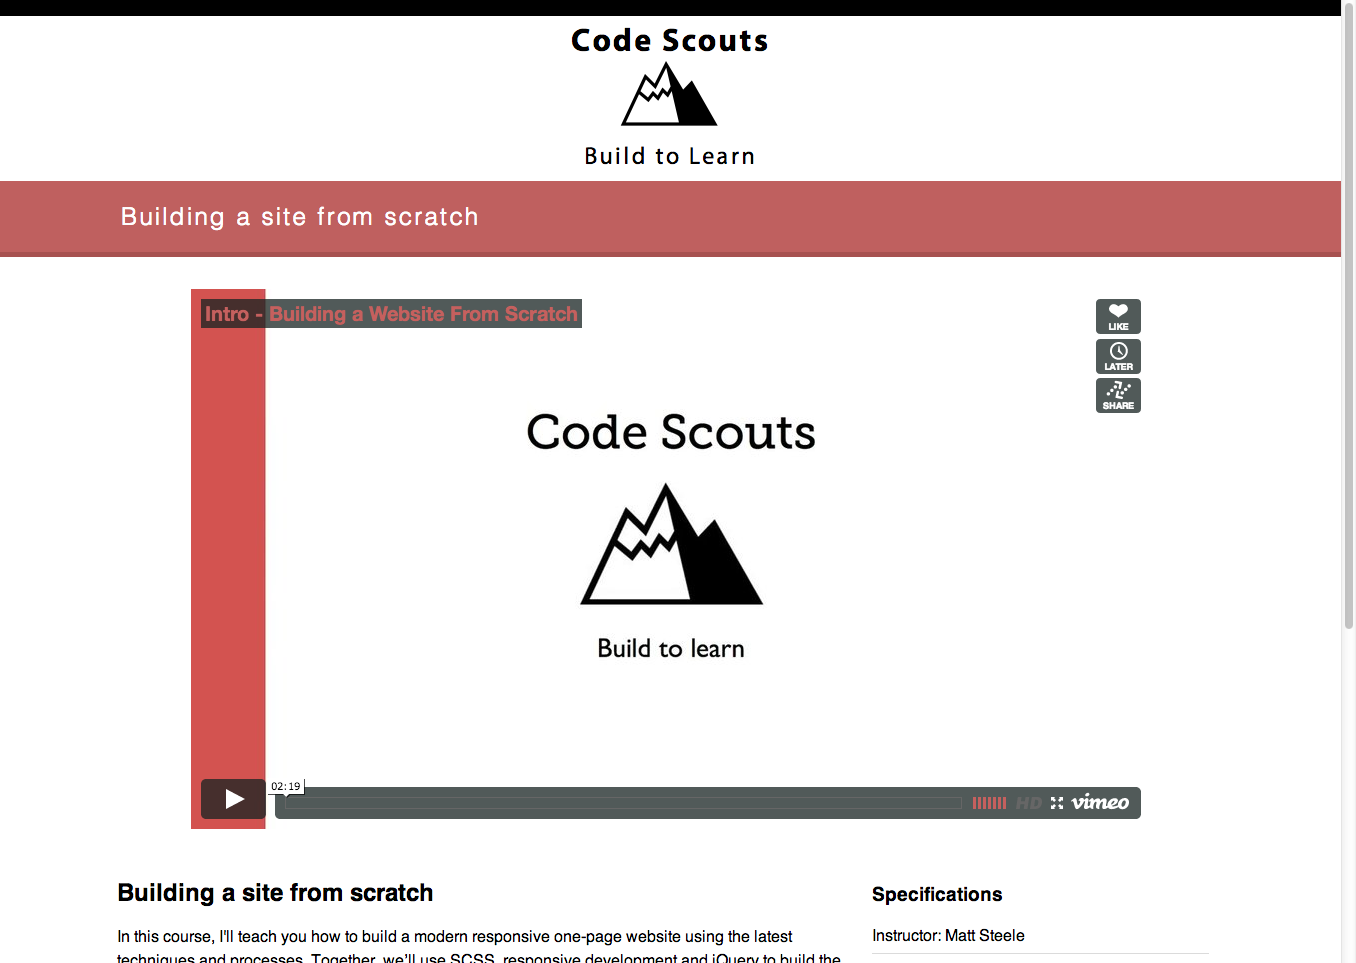 Code Scouts
Build to Learn
Building a site from scratch
Intro - Building a Website From Scratch
LIKE
LATER
SHARE
Code Scouts
Build to learn
02:19
HD
vimeo
Building a site from scratch
In this course, I'll teach you how to build a modern responsive one-page website using the latest
techniques and processes. Together, we'll use SCSS, responsive development and jQuery to build the
Specifications
Instructor: Matt Steele